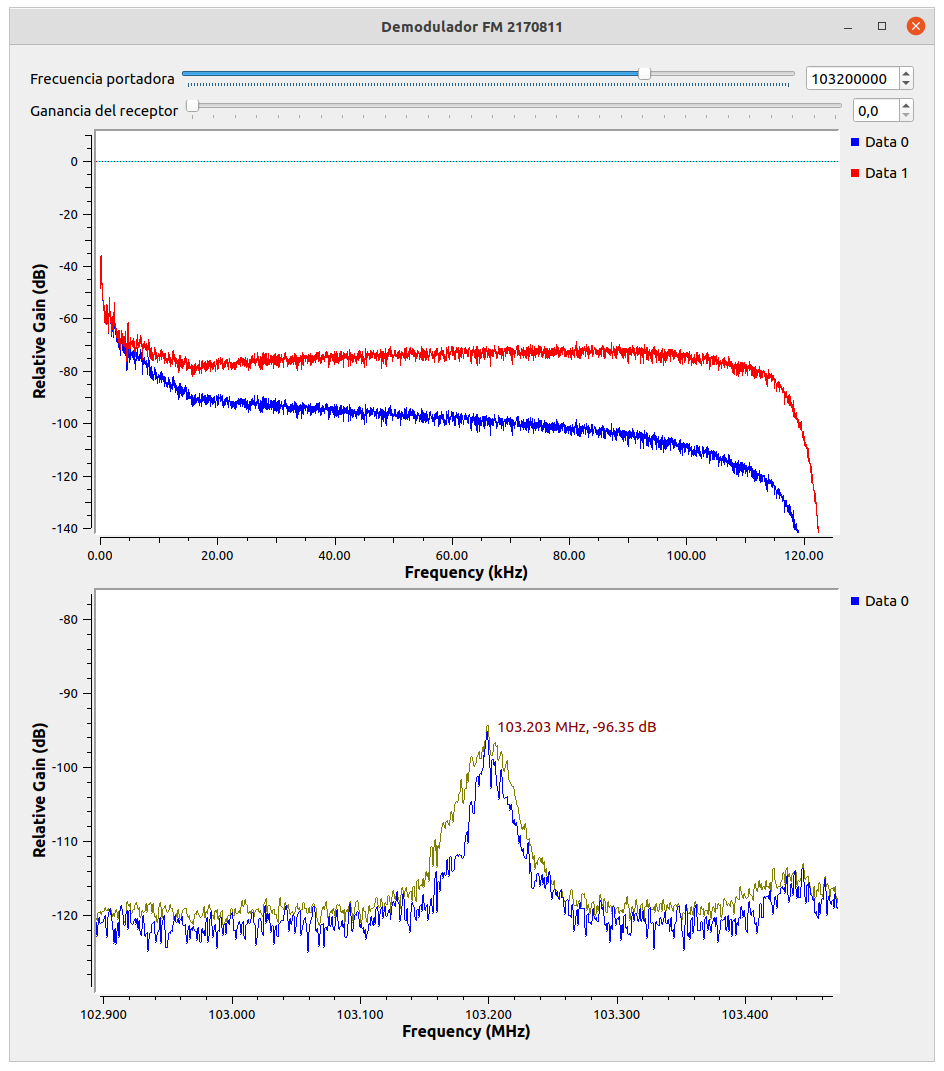 Demodulador FM 2170811
Frecuencia portadora 103200000
Ganancia del receptor 0,0
Data 0
Data 1
Relative Gain (dB)
0
-20
-40
-60
-80
-100
-120
-140
0.00 20.00 40.00 60.00 80.00 100.00 120.00
Frequency (kHz)
Data 0
Relative Gain (dB)
-80
-90
-100
-110
-120
103.203 MHz, -96.35 dB
102.900 103.000 103.100 103.200 103.300 103.400
Frequency (MHz)